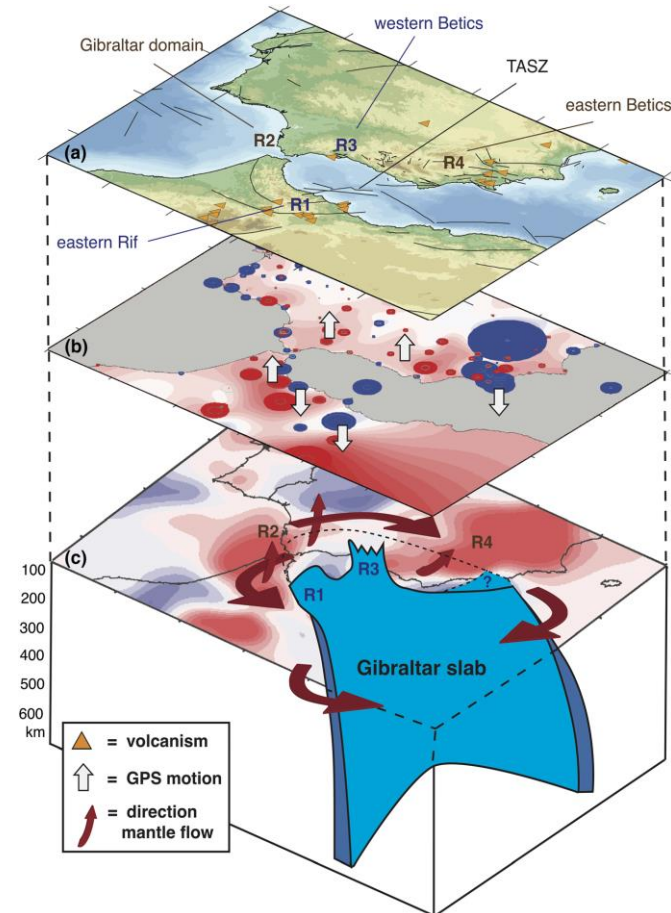 western Betics
Gibraltar domain
TASZ
eastern Betics
R2
R3
(a)
R4
R1
eastern Rif
(b)
R2
R4
(c)
100
200
300
400
500
600
km
R3
?
R1
Gibraltar slab
= volcanism
= GPS motion
= direction
mantle flow